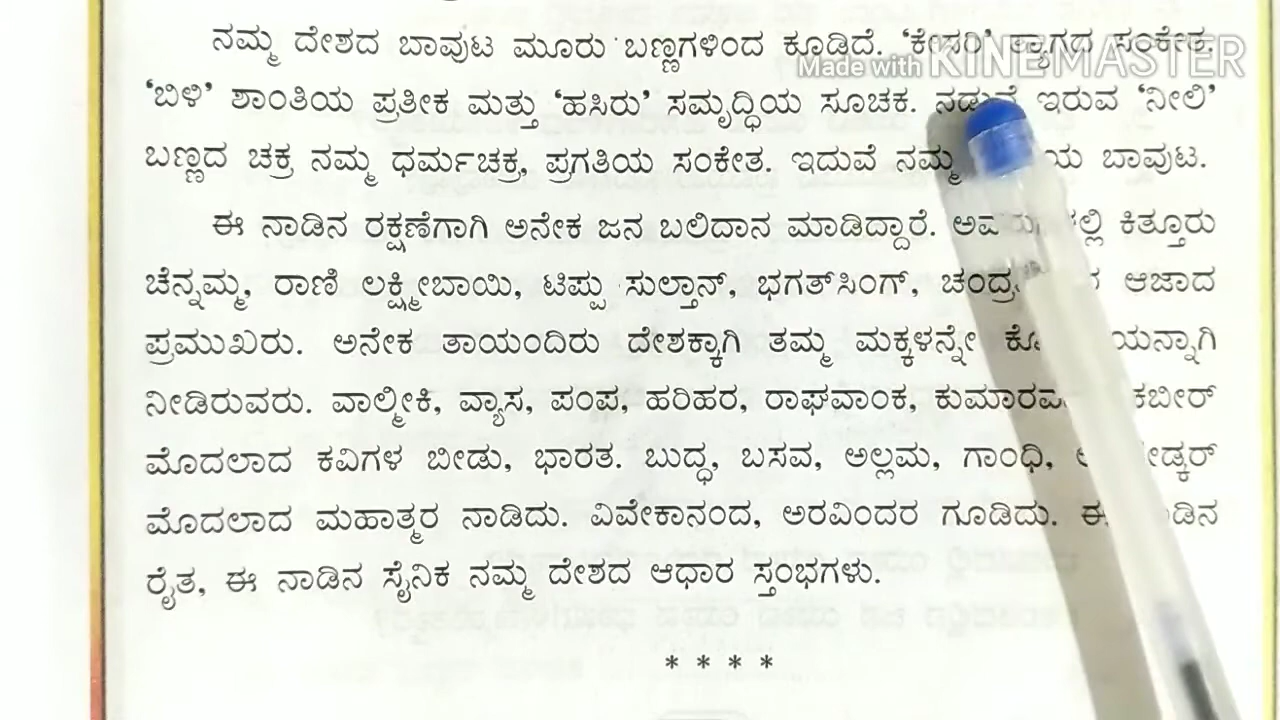 ನಮ್ಮ ದೇಶದ ಬಾವುಟ ಮೂರು ಬಣ್ಣಗಳಿಂದ ಕೂಡಿದೆ. ‘ಕೇಸರಿ’ ತ್ಯಾಗದ ಸಂಕೇತ.
Made with KINEMASTER
‘ಬಿಳಿ’ ಶಾಂತಿಯ ಪ್ರತೀಕ ಮತ್ತು ‘ಹಸಿರು’ ಸಮೃದ್ಧಿಯ ಸೂಚಕ. ನಡುವೆ ಇರುವ ‘ನೀಲಿ’
ಬಣ್ಣದ ಚಕ್ರ ನಮ್ಮ ಧರ್ಮಚಕ್ರ, ಪ್ರಗತಿಯ ಸಂಕೇತ. ಇದುವೆ ನಮ್ಮ ಬಾವುಟ.
ಈ ನಾಡಿನ ರಕ್ಷಣೆಗಾಗಿ ಅನೇಕ ಜನ ಬಲಿದಾನ ಮಾಡಿದ್ದಾರೆ. ಕಿತ್ತೂರು
ಚೆನ್ನಮ್ಮ, ರಾಣಿ ಲಕ್ಷ್ಮೀಬಾಯಿ, ಟಿಪ್ಪು ಸುಲ್ತಾನ್, ಭಗತ್‌ಸಿಂಗ್, ಆಜಾದ
ಪ್ರಮುಖರು. ಅನೇಕ ತಾಯಂದಿರು ದೇಶಕ್ಕಾಗಿ ತಮ್ಮ ಮಕ್ಕಳನ್ನೇ
ನೀಡಿರುವರು. ವಾಲ್ಮೀಕಿ, ವ್ಯಾಸ, ಪಂಪ, ಹರಿಹರ, ರಾಘವಾಂಕ, ಕಬೀರ್
ಮೊದಲಾದ ಕವಿಗಳ ಬೀಡು, ಭಾರತ. ಬುದ್ಧ, ಬಸವ, ಅಲ್ಲಮ, ಗಾಂಧಿ,
ಮೊದಲಾದ ಮಹಾತ್ಮರ ನಾಡಿದು. ವಿವೇಕಾನಂದ, ಅರವಿಂದರ ಗೂಡಿದು. ಈ
ರೈತ, ಈ ನಾಡಿನ ಸೈನಿಕ ನಮ್ಮ ದೇಶದ ಆಧಾರ ಸ್ತಂಭಗಳು.
* * * *